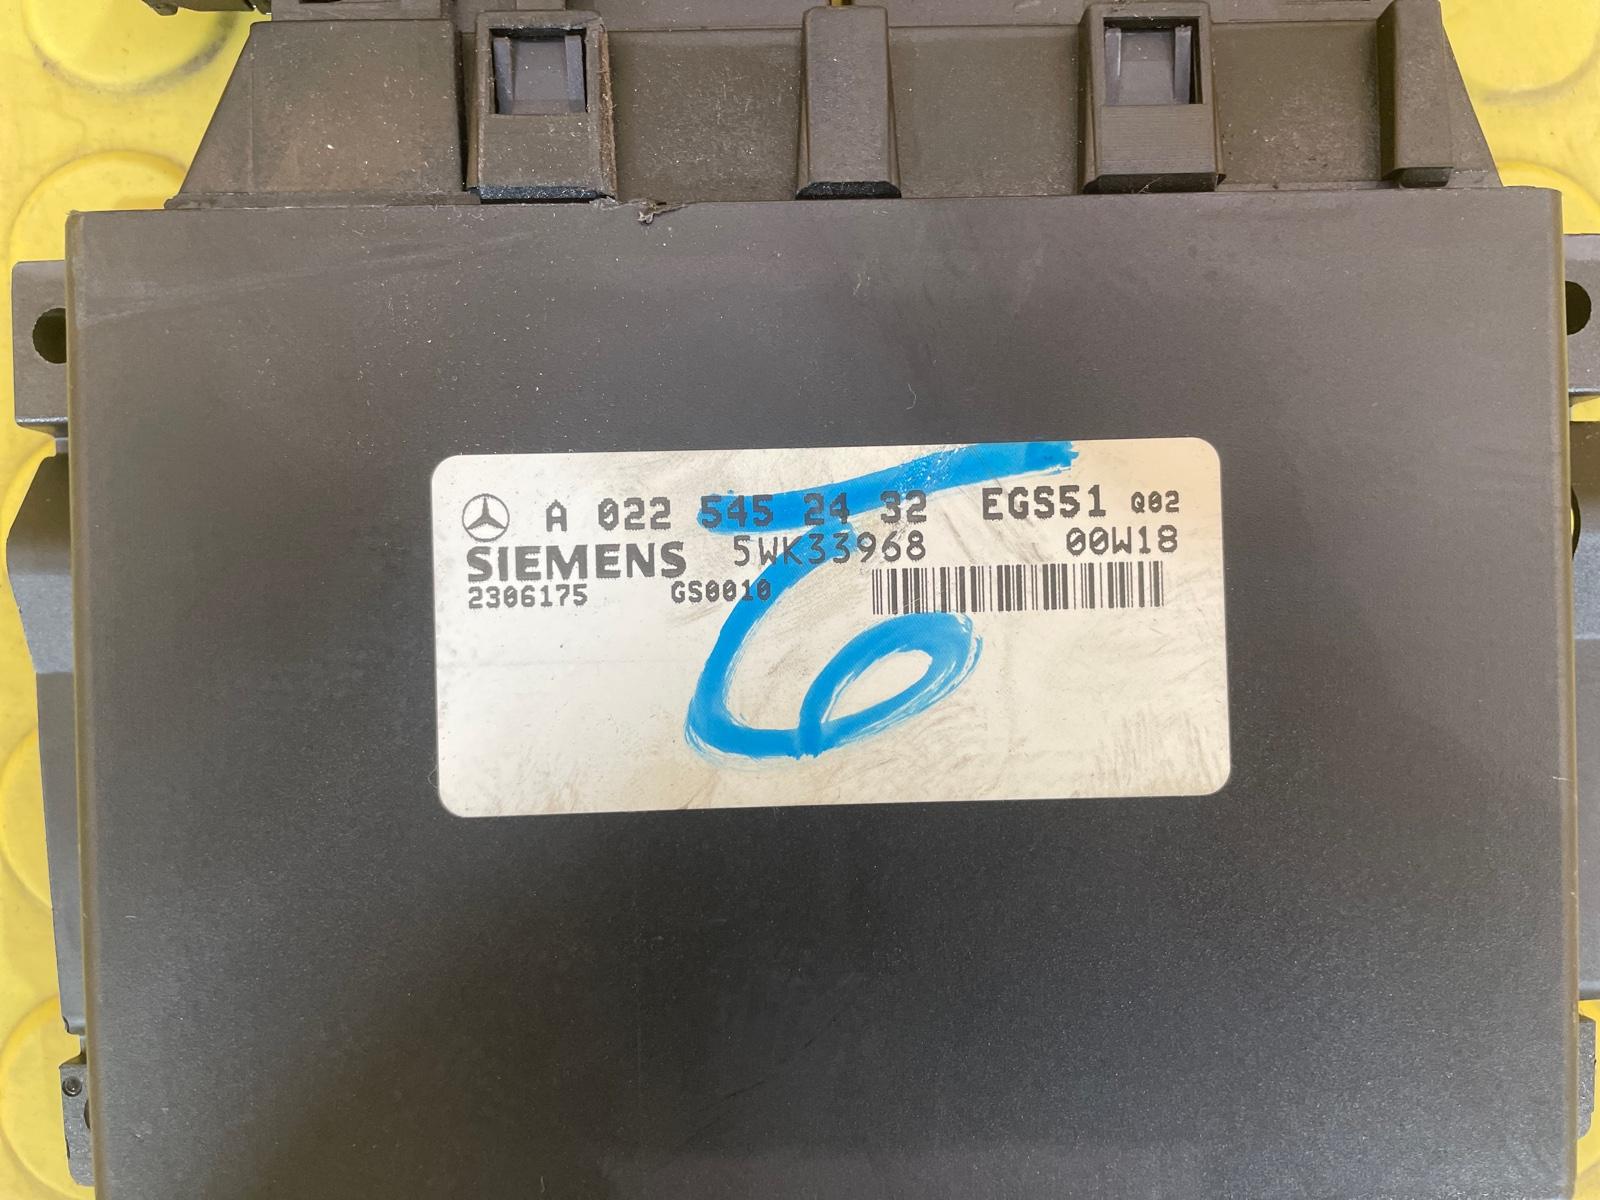 A 022 545 24 32 EGS51 Q02
SIEMENS 5WK33968 00W18
2306175 GS0010